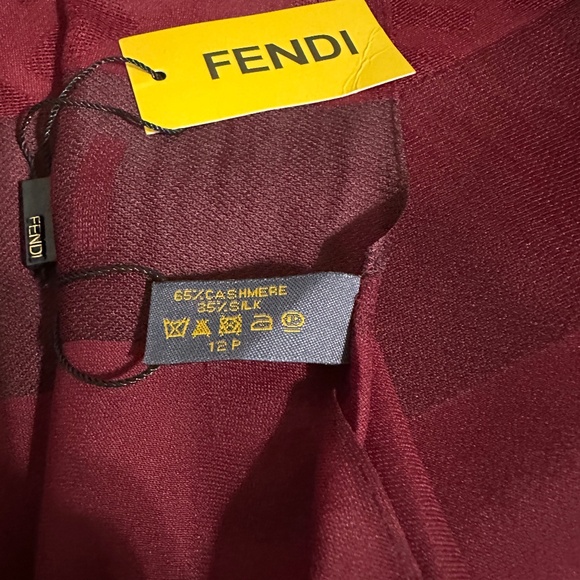 FENDI
FENDI
65%CASHMERE
35%SILK
12 P